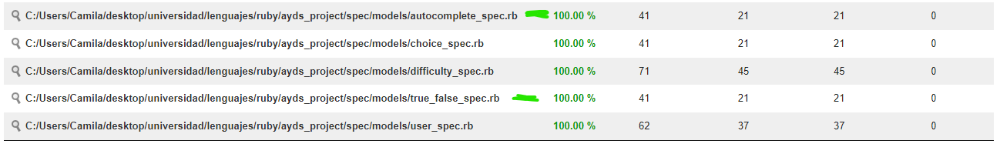 C:/Users/Camila/desktop/universidad/lenguajes/ruby/ayds_project/spec/models/autocomplete_spec.rb 100.00 % 41 21 21 0
C:/Users/Camila/desktop/universidad/lenguajes/ruby/ayds_project/spec/models/choice_spec.rb 100.00 % 41 21 21 0
C:/Users/Camila/desktop/universidad/lenguajes/ruby/ayds_project/spec/models/difficulty_spec.rb 100.00 % 71 45 45 0
C:/Users/Camila/desktop/universidad/lenguajes/ruby/ayds_project/spec/models/true_false_spec.rb 100.00 % 41 21 21 0
C:/Users/Camila/desktop/universidad/lenguajes/ruby/ayds_project/spec/models/user_spec.rb 100.00 % 62 37 37 0